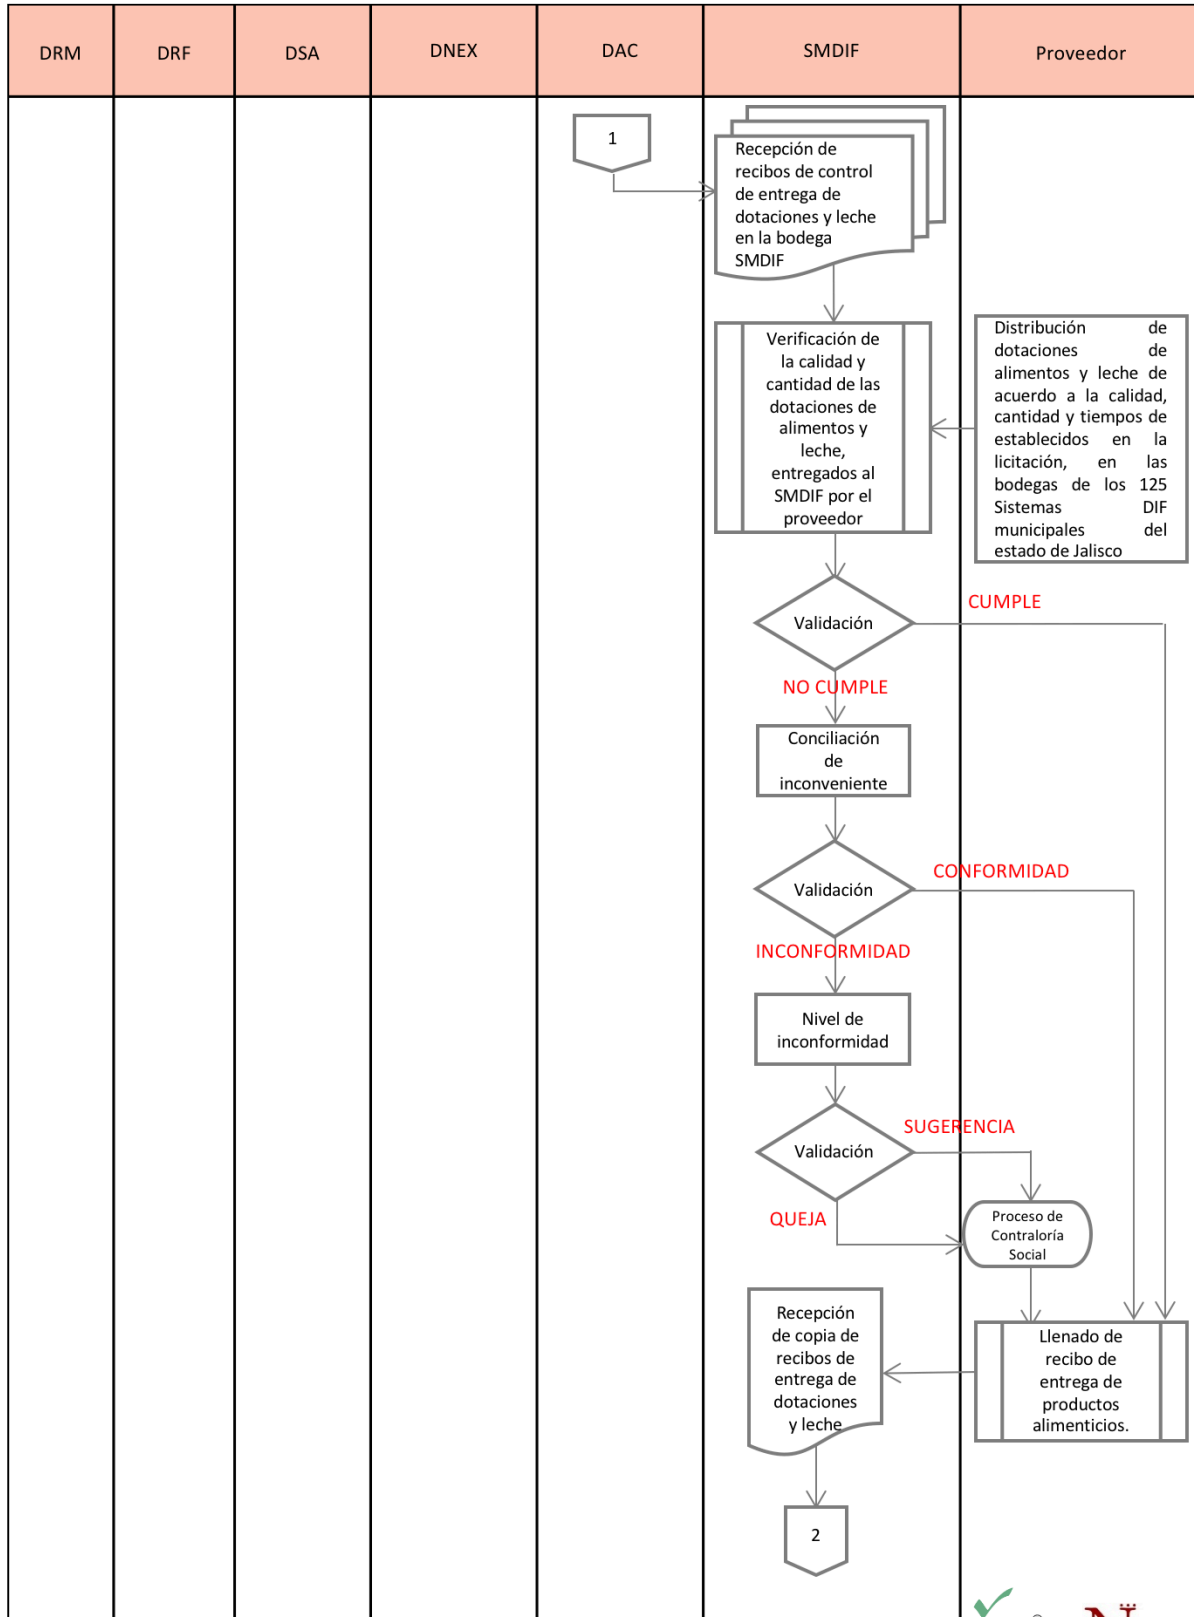 DRM
DRF
DSA
DNEX
DAC
SMDIF
Proveedor
1
Recepción de
recibos de control
de entrega de
dotaciones y leche
en la bodega
SMDIF
Verificación de
la calidad y
cantidad de las
dotaciones de
alimentos y
leche,
entregados al
SMDIF por el
proveedor
Distribución de
dotaciones de
alimentos y leche de
acuerdo a la calidad,
cantidad y tiempos de
establecidos en la
licitación, en las
bodegas de los 125
Sistemas DIF
municipales del
estado de Jalisco
Validación
CUMPLE
NO CUMPLE
Conciliación
de
inconveniente
Validación
CONFORMIDAD
INCONFORMIDAD
Nivel de
inconformidad
Validación
SUGERENCIA
QUEJA
Proceso de
Contraloría
Social
Recepción
de copia de
recibos de
entrega de
dotaciones
y leche
Llenado de
recibo de
entrega de
productos
alimenticios.
2